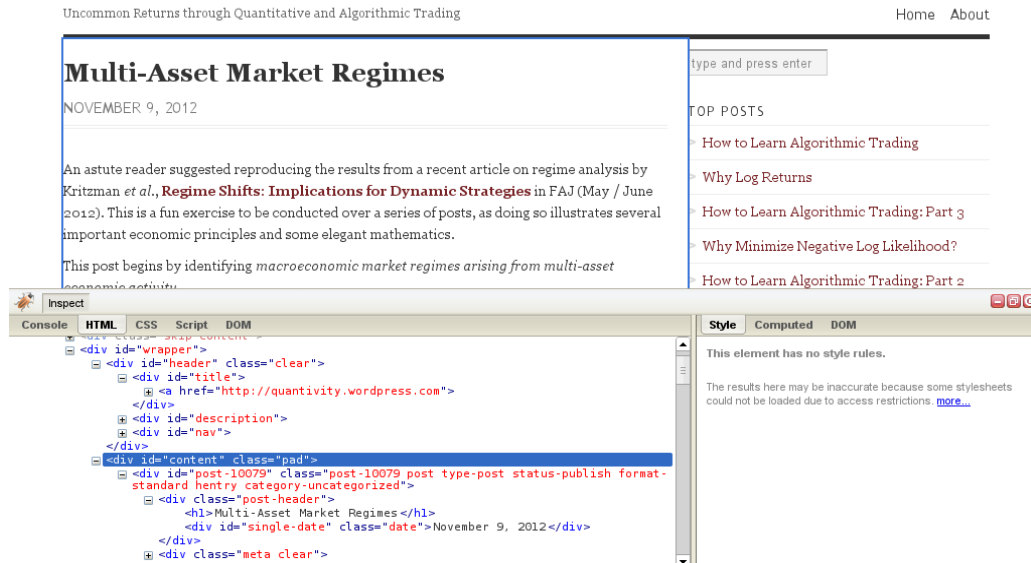 Uncommon Returns through Quantitative and Algorithmic Trading
Home About
Multi-Asset Market Regimes
NOVEMBER 9, 2012
An astute reader suggested reproducing the results from a recent article on regime analysis by
Kritzman et al., Regime Shifts: Implications for Dynamic Strategies in FAJ (May / June
2012). This is a fun exercise to be conducted over a series of posts, as doing so illustrates several
important economic principles and some elegant mathematics.
This post begins by identifying macroeconomic market regimes arising from multi-asset
economic activity
type and press enter
TOP POSTS
How to Learn Algorithmic Trading
Why Log Returns
How to Learn Algorithmic Trading: Part 3
Why Minimize Negative Log Likelihood?
How to Learn Algorithmic Trading: Part 2
Inspect
Console HTML CSS Script DOM
<div class="skip-content">
<div id="wrapper">
<div id="header" class="clear">
<div id="title">
<a href="http://quantivity.wordpress.com">
</div>
<div id="description">
<div id="nav">
</div>
<div id="content" class="pad">
<div id="post-10079" class="post-10079 post type-post status-publish format-
standard hentry category-uncategorized">
<div class="post-header">
<h1>Multi-Asset Market Regimes</h1>
<div id="single-date" class="date">November 9, 2012</div>
</div>
<div class="meta clear">
Style Computed DOM
This element has no style rules.
The results here may be inaccurate because some stylesheets
could not be loaded due to access restrictions. more...